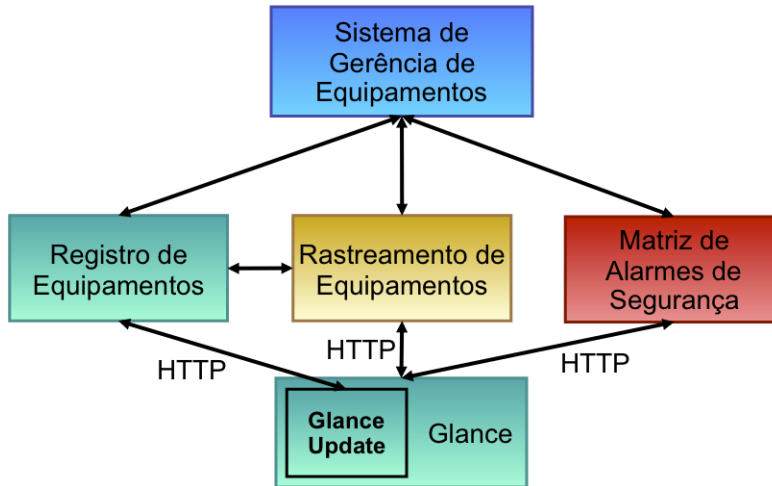 Sistema de
Gerência de
Equipamentos
Registro de
Equipamentos
Rastreamento de
Equipamentos
Matriz de
Alarmes de
Segurança
HTTP
HTTP
HTTP
Glance
Update
Glance